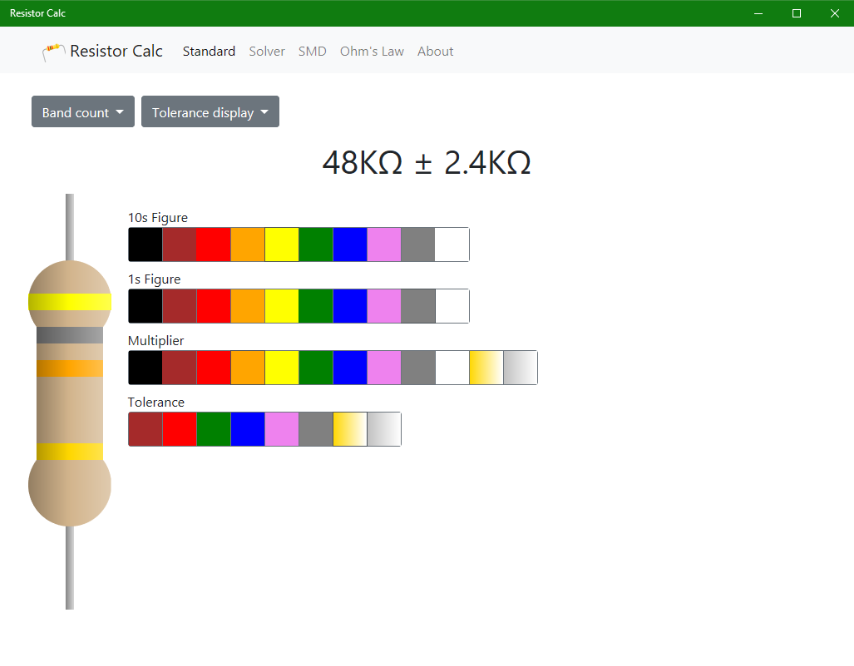 Resistor Calc
Resistor Calc Standard Solver SMD Ohm's Law About
Band count Tolerance display
48KΩ ± 2.4KΩ
10s Figure
1s Figure
Multiplier
Tolerance